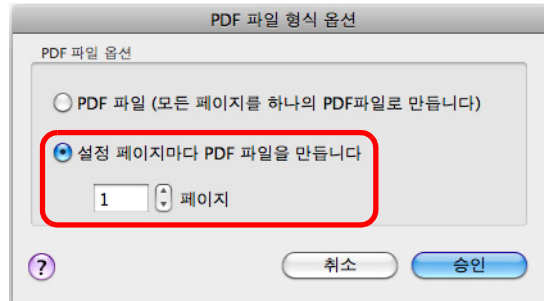 PDF 파일 형식 옵션
PDF 파일 옵션
PDF 파일 (모든 페이지를 하나의 PDF파일로 만듭니다)
설정 페이지마다 PDF 파일을 만듭니다
1 페이지
? 취소 승인